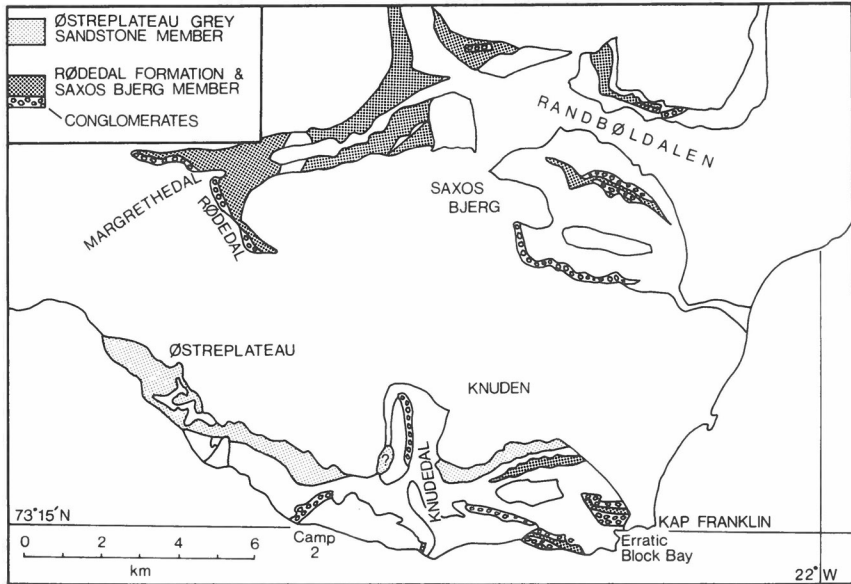 ØSTREPLATEAU GREY
SANDSTONE MEMBER
RØDEDAL FORMATION &
SAXOS BJERG MEMBER
CONGLOMERATES
RANDBØLDALEN
MARGRETHEDAL
RØDEDAL
SAXOS
BJERG
ØSTREPLATEAU
KNUDEN
?
KNUDEDAL
73°15´N
Camp
2
KAP FRANKLIN
Erratic
Block Bay
0 2 4 6
km
22°W